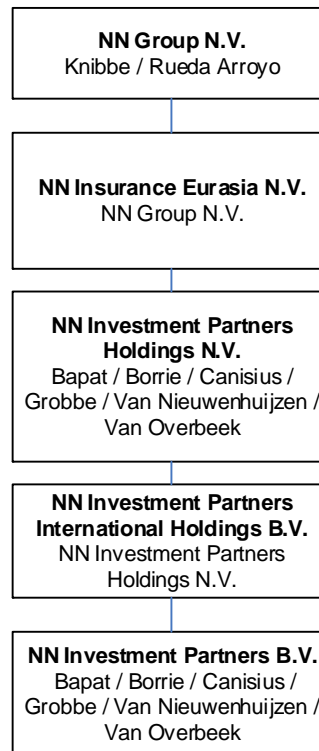 NN Group N.V.
Knibbe / Rueda Arroyo
NN Insurance Eurasia N.V.
NN Group N.V.
NN Investment Partners
Holdings N.V.
Bapat / Borrie / Canisius /
Grobbe / Van Nieuwenhuijzen /
Van Overbeek
NN Investment Partners
International Holdings B.V.
NN Investment Partners
Holdings N.V.
NN Investment Partners B.V.
Bapat / Borrie / Canisius /
Grobbe / Van Nieuwenhuijzen /
Van Overbeek